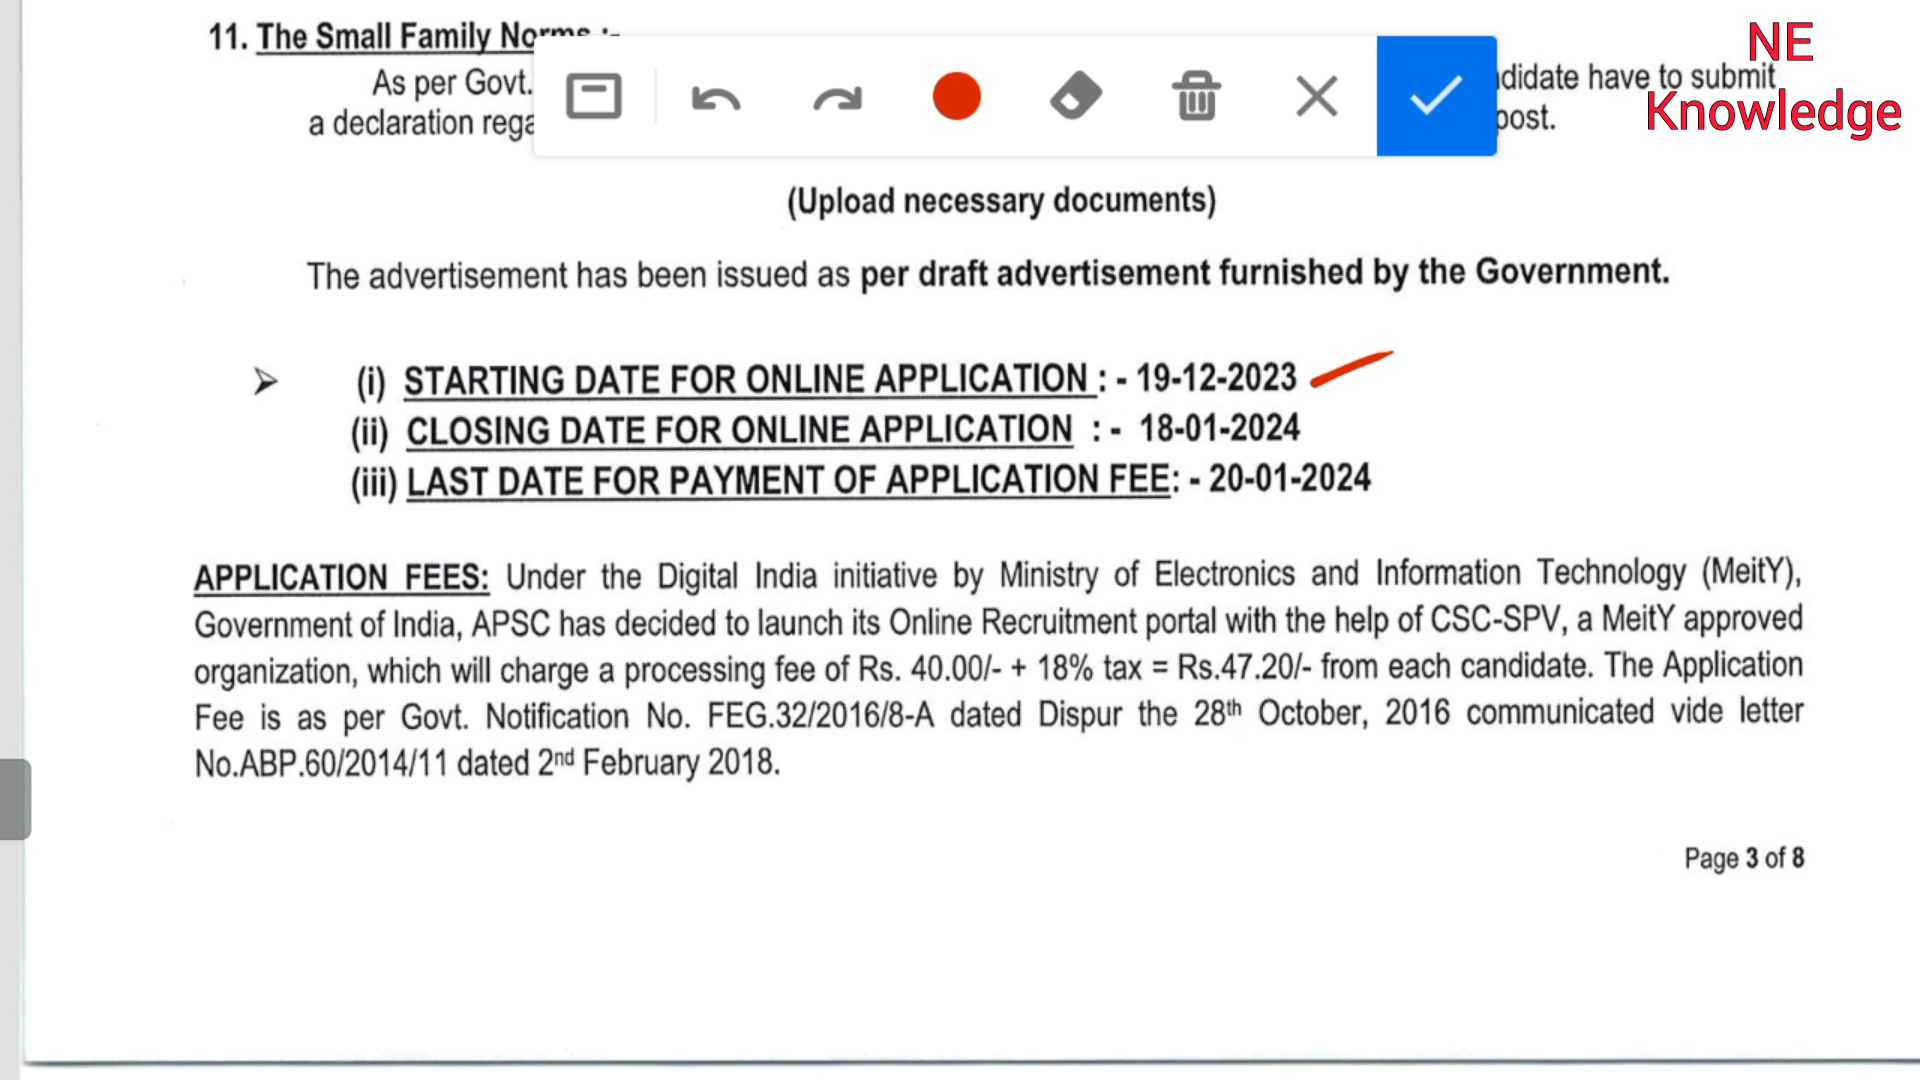 11. The Small Family Norms :-
As per Govt. didate have to submit
a declaration rega post.
NE
Knowledge
(Upload necessary documents)
The advertisement has been issued as per draft advertisement furnished by the Government.
➢ (i) STARTING DATE FOR ONLINE APPLICATION : - 19-12-2023
(ii) CLOSING DATE FOR ONLINE APPLICATION : - 18-01-2024
(iii) LAST DATE FOR PAYMENT OF APPLICATION FEE: - 20-01-2024
APPLICATION FEES: Under the Digital India initiative by Ministry of Electronics and Information Technology (MeitY),
Government of India, APSC has decided to launch its Online Recruitment portal with the help of CSC-SPV, a MeitY approved
organization, which will charge a processing fee of Rs. 40.00/- + 18% tax = Rs.47.20/- from each candidate. The Application
Fee is as per Govt. Notification No. FEG.32/2016/8-A dated Dispur the 28th October, 2016 communicated vide letter
No.ABP.60/2014/11 dated 2nd February 2018.
Page 3 of 8